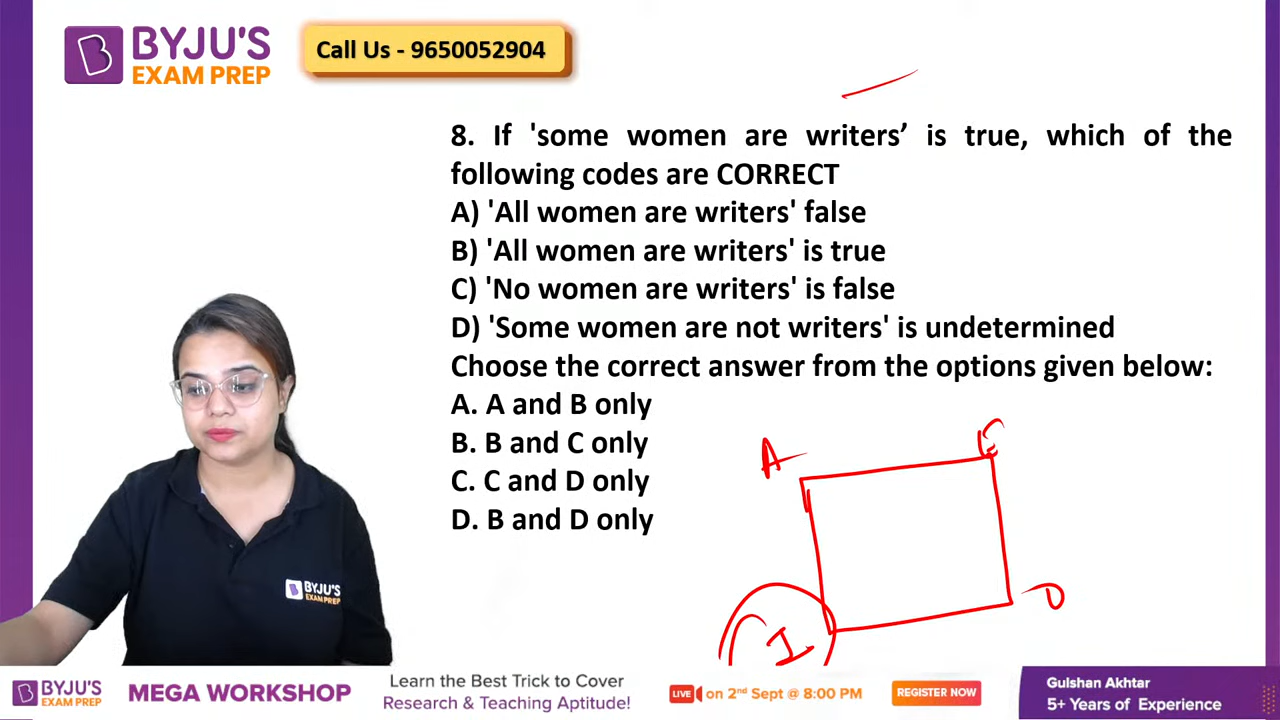 BYJU'S
EXAM PREP
Call Us - 9650052904
8. If 'some women are writers’ is true, which of the
following codes are CORRECT
A) 'All women are writers' false
B) 'All women are writers' is true
C) 'No women are writers' is false
D) 'Some women are not writers' is undetermined
Choose the correct answer from the options given below:
A. A and B only
B. B and C only
C. C and D only
D. B and D only
A
E
O
I
BYJU'S
EXAM PREP
BYJU'S
EXAM PREP
MEGA WORKSHOP
Learn the Best Trick to Cover
Research & Teaching Aptitude!
LIVE on 2nd Sept @ 8:00 PM
REGISTER NOW
Gulshan Akhtar
5+ Years of Experience